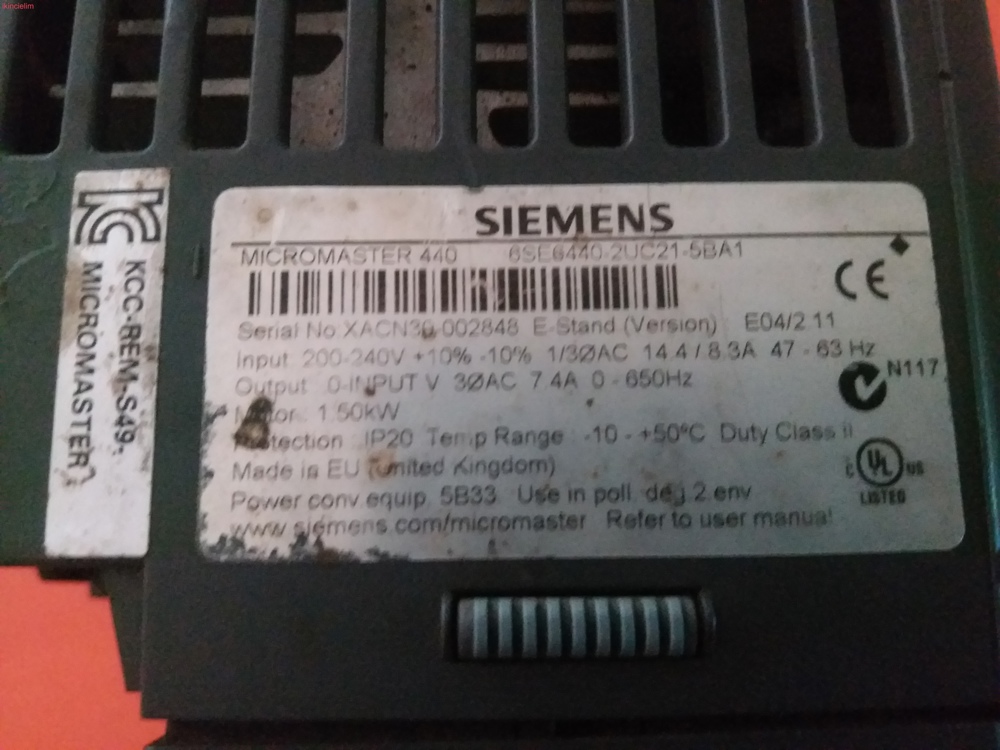 Aincielim
SIEMENS
MICROMASTER 440 6SE6440-2UC21-5BA1
Serial No XACN30-002848 E-Stand (Version) E04/2 11
Input 200-240V +10% -10% 1/3ØAC 14.4 / 8.3A 47 - 63 Hz
N117
Output 0-INPUT V 3ØAC 7.4A 0 - 650Hz
Motor 1.50kW
Protection IP20 Temp Range -10 - +50°C Duty Class ii
Made in EU (United Kingdom)
Power conv equip 5B33 Use in poll. deg.2 env
www.siemens.com/micromaster Refer to user manual
CE
C UL US
LISTED
KCC-REM-S49-
MICROMASTER